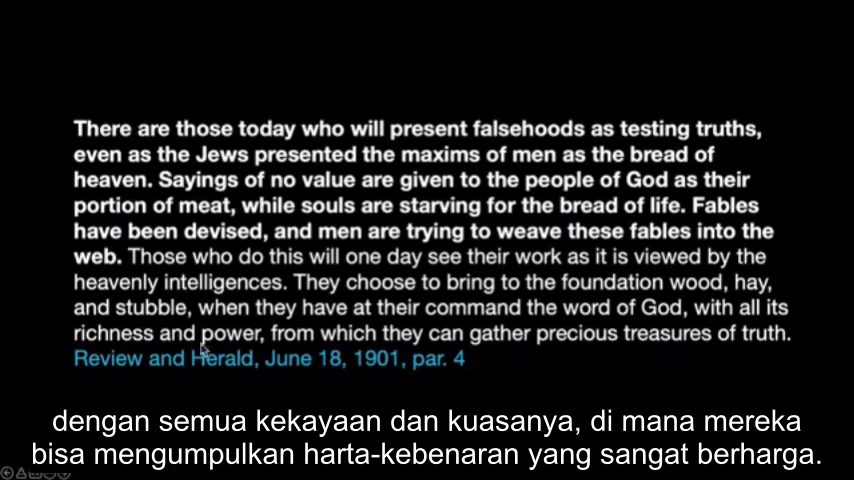 There are those today who will present falsehoods as testing truths,
even as the Jews presented the maxims of men as the bread of
heaven. Sayings of no value are given to the people of God as their
portion of meat, while souls are starving for the bread of life. Fables
have been devised, and men are trying to weave these fables into the
web. Those who do this will one day see their work as it is viewed by the
heavenly intelligences. They choose to bring to the foundation wood, hay,
and stubble, when they have at their command the word of God, with all its
richness and power, from which they can gather precious treasures of truth.
Review and Herald, June 18, 1901, par. 4
dengan semua kekayaan dan kuasanya, di mana mereka
bisa mengumpulkan harta-kebenaran yang sangat berharga.